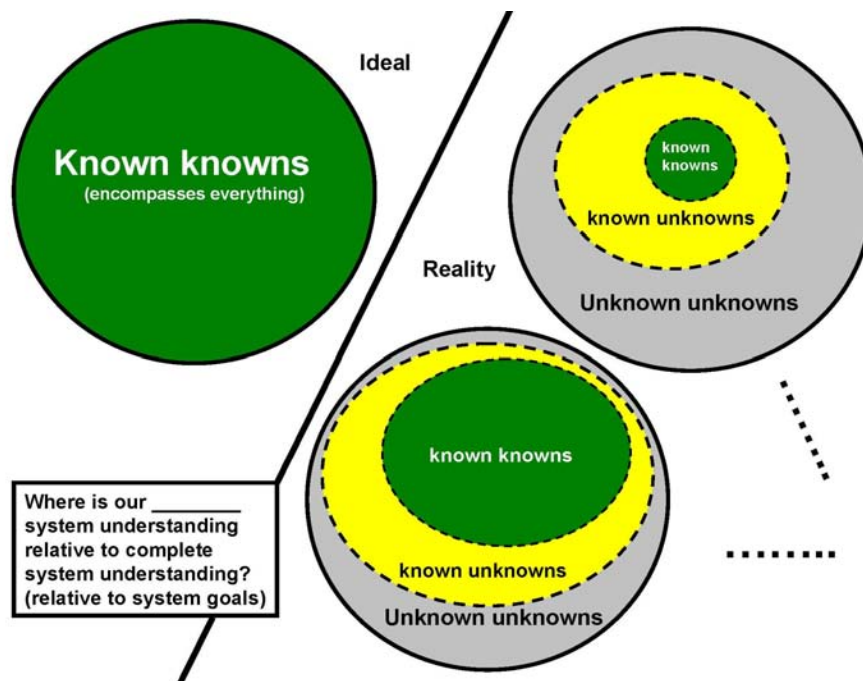 Ideal
Known knowns
(encompasses everything)
known
knowns
known unknowns
Unknown unknowns
Reality
known knowns
known unknowns
Unknown unknowns
Where is our ________
system understanding
relative to complete
system understanding?
(relative to system goals)